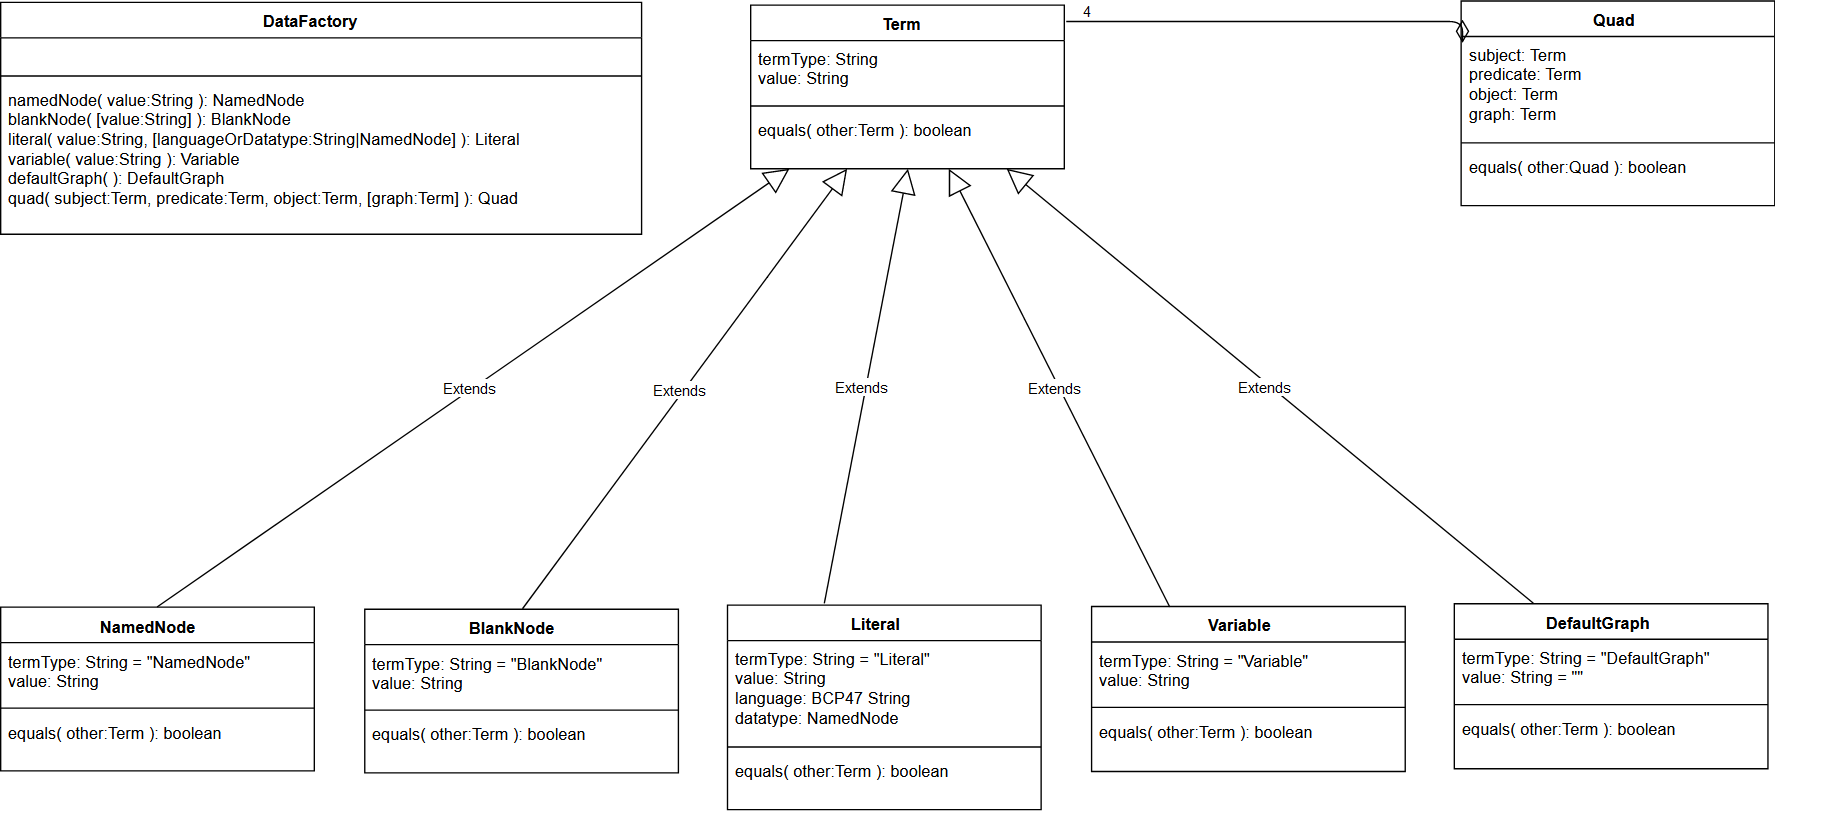 DataFactory
namedNode( value:String ): NamedNode
blankNode( [value:String] ): BlankNode
literal( value:String, [languageOrDatatype:String|NamedNode] ): Literal
variable( value:String ): Variable
defaultGraph( ): DefaultGraph
quad( subject:Term, predicate:Term, object:Term, [graph:Term] ): Quad
Term
termType: String
value: String
equals( other:Term ): boolean
4
Quad
subject: Term
predicate: Term
object: Term
graph: Term
equals( other:Quad ): boolean
Extends
Extends
Extends
Extends
Extends
NamedNode
termType: String = "NamedNode"
value: String
equals( other:Term ): boolean
BlankNode
termType: String = "BlankNode"
value: String
equals( other:Term ): boolean
Literal
termType: String = "Literal"
value: String
language: BCP47 String
datatype: NamedNode
equals( other:Term ): boolean
Variable
termType: String = "Variable"
value: String
equals( other:Term ): boolean
DefaultGraph
termType: String = "DefaultGraph"
value: String = ""
equals( other:Term ): boolean